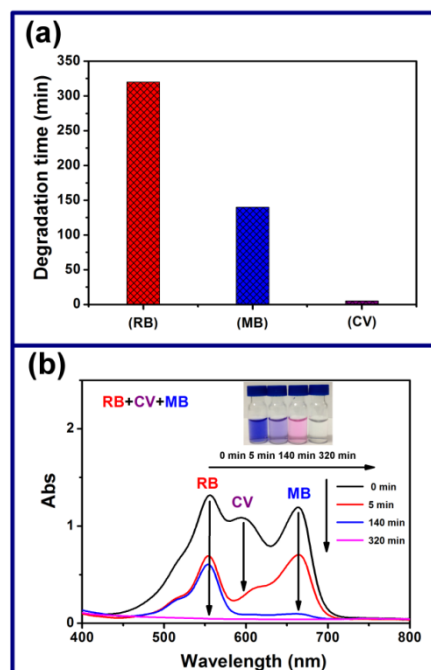 (a)
Degradation time (min)
350
300
250
200
150
100
50
0
(RB) (MB) (CV)
(b)
RB+CV+MB
0 min 5 min 140 min 320 min
RB
CV
MB
0 min
5 min
140 min
320 min
Abs
2
1
0
400 500 600 700 800
Wavelength (nm)